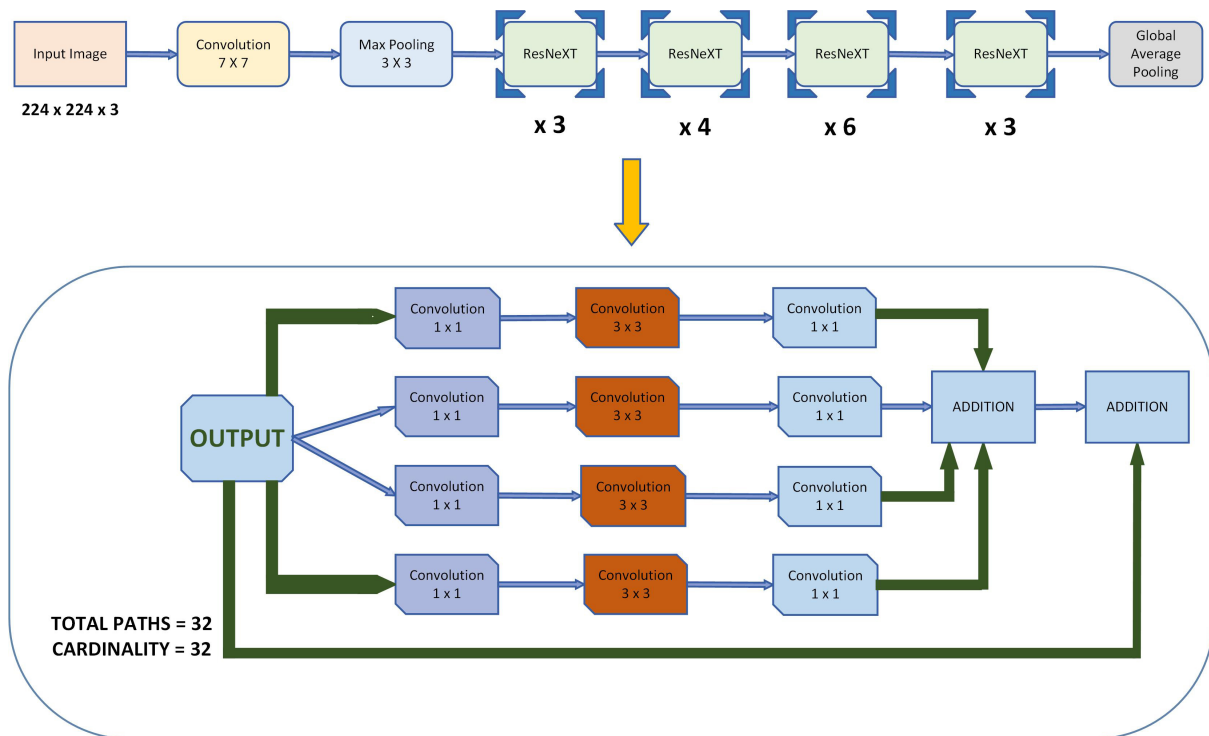 Input Image
224 x 224 x 3
Convolution
7 X 7
Max Pooling
3 X 3
ResNeXT
x 3
ResNeXT
x 4
ResNeXT
x 6
ResNeXT
x 3
Global
Average
Pooling
OUTPUT
Convolution
1 x 1
Convolution
3 x 3
Convolution
1 x 1
Convolution
1 x 1
Convolution
3 x 3
Convolution
1 x 1
Convolution
1 x 1
Convolution
3 x 3
Convolution
1 x 1
Convolution
1 x 1
Convolution
3 x 3
Convolution
1 x 1
ADDITION
ADDITION
TOTAL PATHS = 32
CARDINALITY = 32